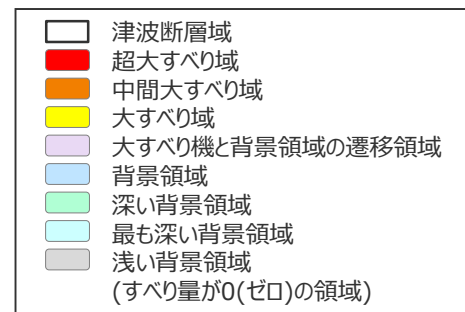 津波断層域
超大すべり域
中間大すべり域
大すべり域
大すべり機と背景領域の遷移領域
背景領域
深い背景領域
最も深い背景領域
浅い背景領域
(すべり量が0(ゼロ)の領域)